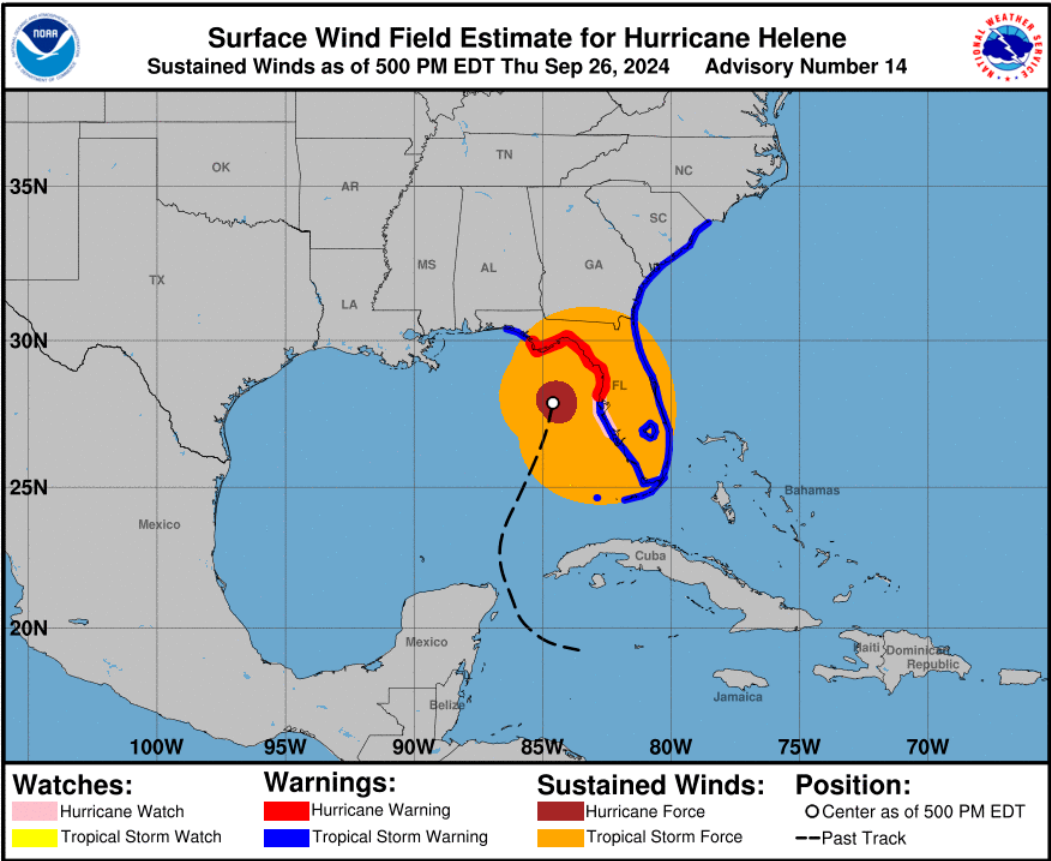 NOAA
NATIONAL WEATHER SERVICE
Surface Wind Field Estimate for Hurricane Helene
Sustained Winds as of 500 PM EDT Thu Sep 26, 2024 Advisory Number 14
TN
OK
NC
AR
35N
SC
MS
AL
GA
TX
LA
30N
FL
25N
Bahamas
Mexico
Cuba
20N
Mexico
Haiti
Dominican
Republic
Jamaica
Belize
100W 95W 90W 85W 80W 75W 70W
Watches:
Hurricane Watch
Tropical Storm Watch
Warnings:
Hurricane Warning
Tropical Storm Warning
Sustained Winds:
Hurricane Force
Tropical Storm Force
Position:
Center as of 500 PM EDT
Past Track